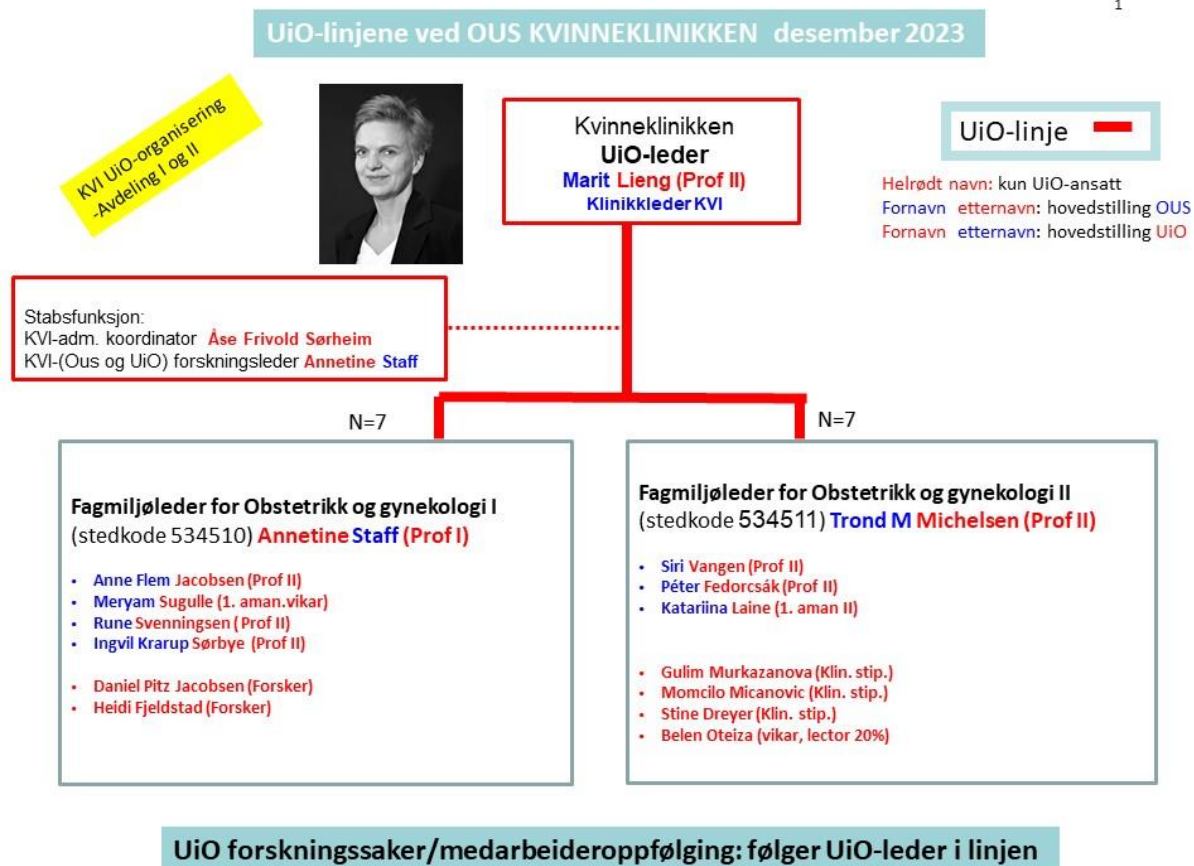 1
UiO-linjene ved OUS KVINNEKLINIKKEN desember 2023
KVI UiO-organisering
-Avdeling I og II
Kvinneklinikken
UiO-leder
Marit Lieng (Prof II)
Klinikkleder KVI
UiO-linje
Helrødt navn: kun UiO-ansatt
Fornavn etternavn: hovedstilling OUS
Fornavn etternavn: hovedstilling UiO
Stabsfunksjon:
KVI-adm. koordinator Åse Frivold Sørheim
KVI-(Ous og UiO) forskningsleder Annetine Staff
N=7
N=7
Fagmiljøleder for Obstetrikk og gynekologi I
(stedkode 534510) Annetine Staff (Prof I)
• Anne Flem Jacobsen (Prof II)
• Meryam Sugulle (1. aman.vikar)
• Rune Svenningsen ( Prof II)
• Ingvil Krarup Sørbye (Prof II)
• Daniel Pitz Jacobsen (Forsker)
• Heidi Fjeldstad (Forsker)
Fagmiljøleder for Obstetrikk og gynekologi II
(stedkode 534511) Trond M Michelsen (Prof II)
• Siri Vangen (Prof II)
• Péter Fedorcsák (Prof II)
• Katariina Laine (1. aman II)
• Gulim Murkazanova (Klin. stip.)
• Momcilo Micanovic (Klin. stip.)
• Stine Dreyer (Klin. stip.)
• Belen Oteiza (vikar, lector 20%)
UiO forskningssaker/medarbeideroppfølging: følger UiO-leder i linjen